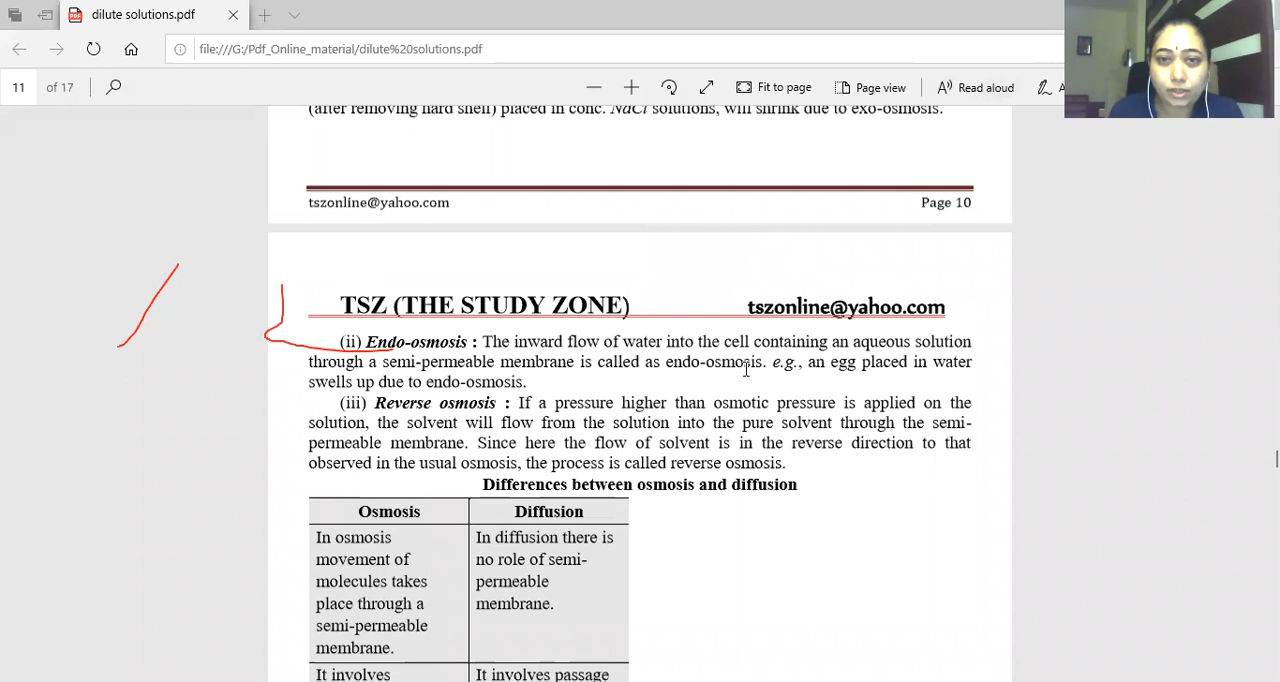 dilute solutions.pdf
file:///G:/Pdf_Online_material/dilute%20solutions.pdf
11 of 17
Fit to page
Page view
Read aloud
(after removing hard shell) placed in conc. NaCl solutions, will shrink due to exo-osmosis.
tszonline@yahoo.com Page 10
TSZ (THE STUDY ZONE) tszonline@yahoo.com
(ii) Endo-osmosis : The inward flow of water into the cell containing an aqueous solution
through a semi-permeable membrane is called as endo-osmosis. e.g., an egg placed in water
swells up due to endo-osmosis.
(iii) Reverse osmosis : If a pressure higher than osmotic pressure is applied on the
solution, the solvent will flow from the solution into the pure solvent through the semi-
permeable membrane. Since here the flow of solvent is in the reverse direction to that
observed in the usual osmosis, the process is called reverse osmosis.
Differences between osmosis and diffusion
Osmosis
Diffusion
In osmosis
movement of
molecules takes
place through a
semi-permeable
membrane.
In diffusion there is
no role of semi-
permeable
membrane.
It involves
It involves passage